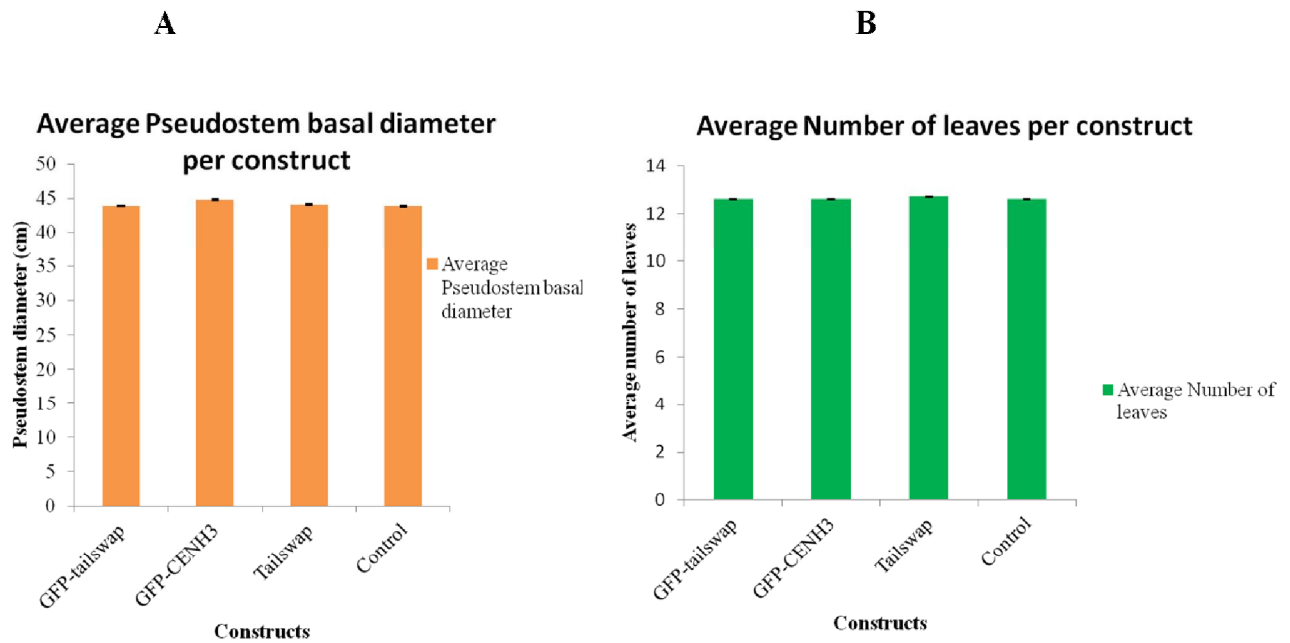 A
Average Pseudostem basal diameter
per construct
50
45
40
35
30
25
20
15
10
5
0
Pseudostem diameter (cm)
GFP-tailswap
GFP-CENH3
Tailswap
Control
Constructs
Average
Pseudostem basal
diameter
B
Average Number of leaves per construct
14
12
10
8
6
4
2
0
Average number of leaves
GFP-tailswap
GFP-CENH3
Tailswap
Control
Constructs
Average Number of
leaves